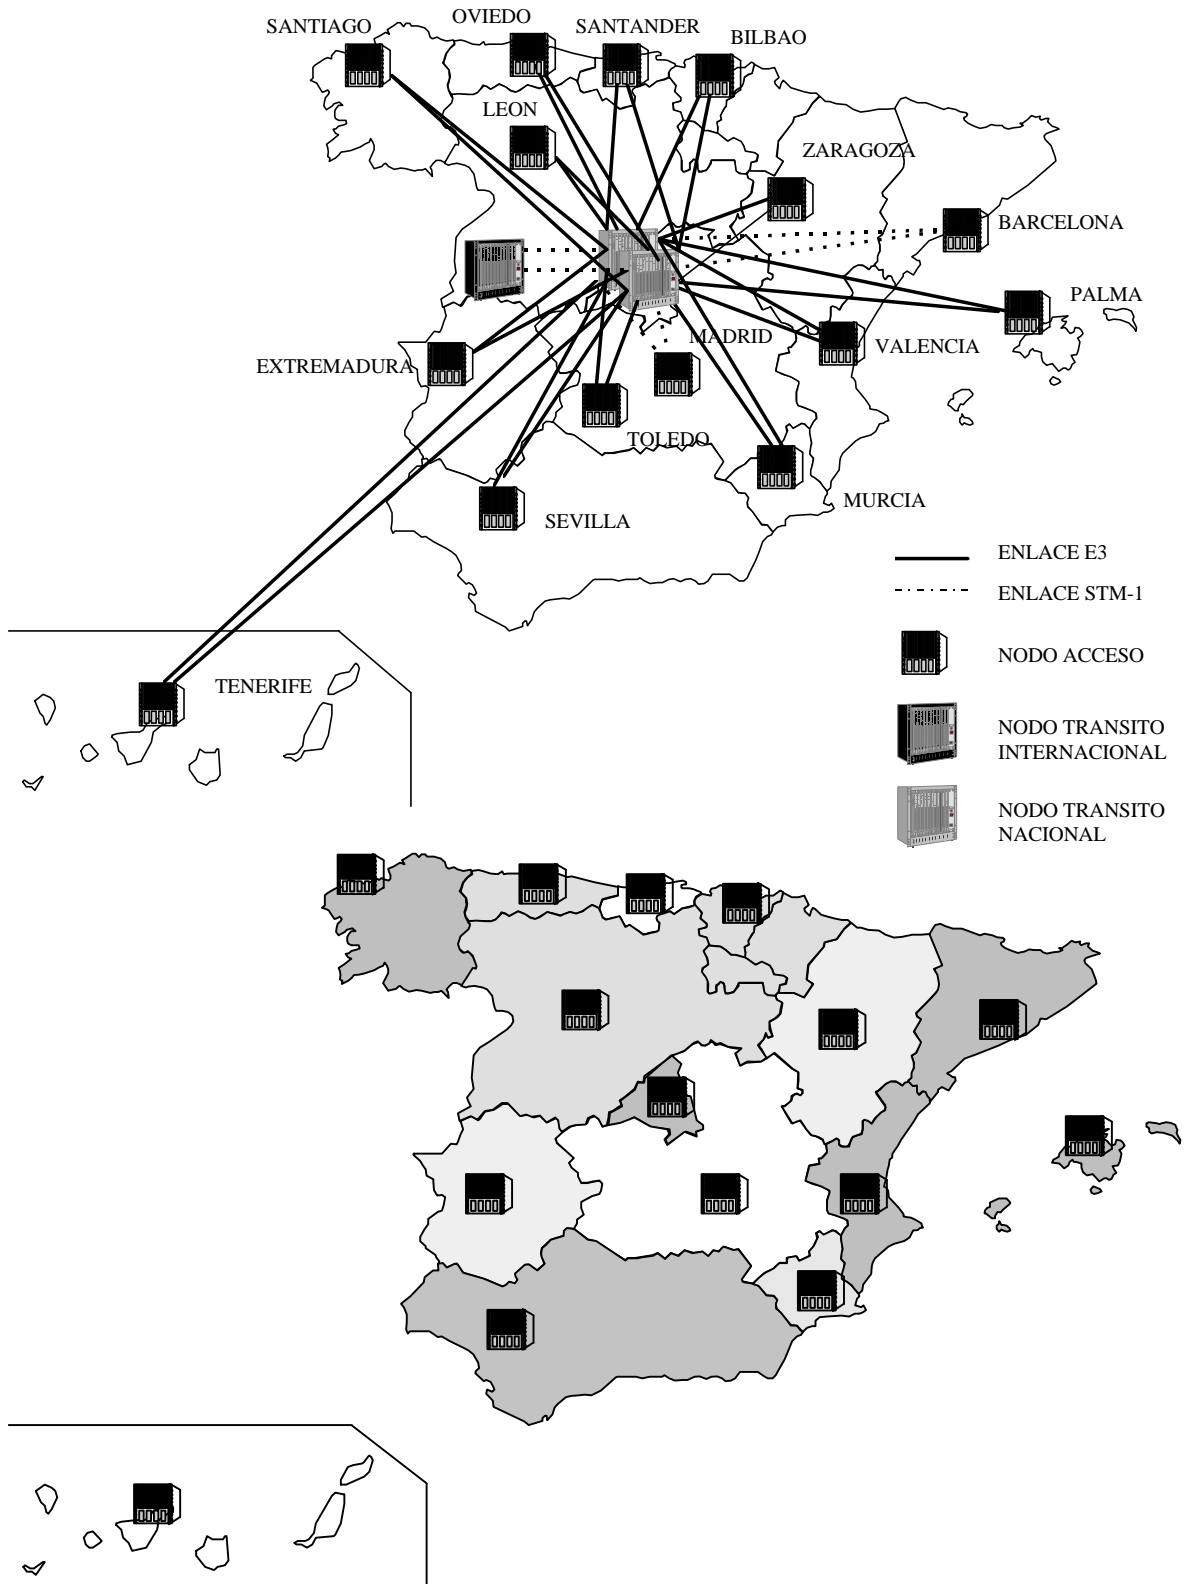 OVIEDO
SANTIAGO
SANTANDER
BILBAO
LEON
ZARAGOZA
BARCELONA
PALMA
MADRID
VALENCIA
EXTREMADURA
TOLEDO
MURCIA
SEVILLA
ENLACE E3
ENLACE STM-1
NODO ACCESO
TENERIFE
NODO TRANSITO
INTERNACIONAL
NODO TRANSITO
NACIONAL